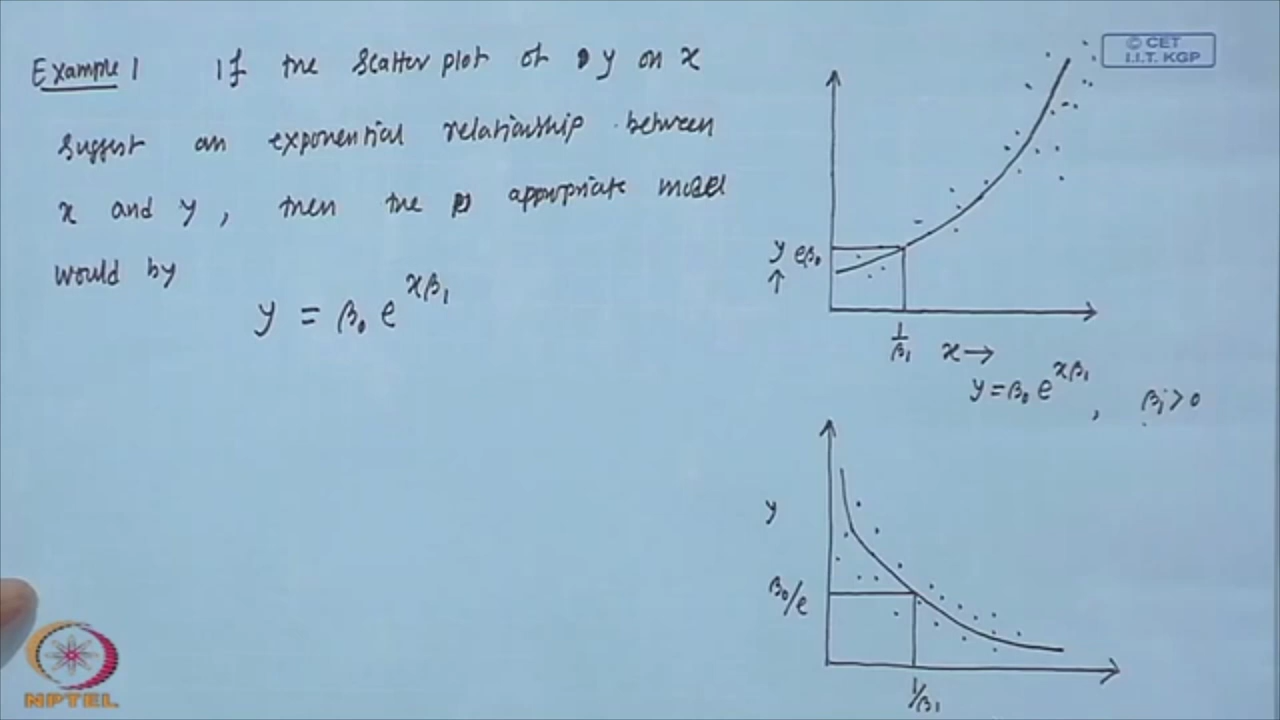 Example 1 If the scatter plot of y on x
suggest an exponential relationship between
x and y, then the appropriate model
would by
y = β₀ e^{xβ₁}
© CET
I.I.T. KGP
y eβ₀
↑
1/β₁ x →
y = β₀ e^{xβ₁}, β₁ > 0
y
β₀/e
1/β₁
NPTEL